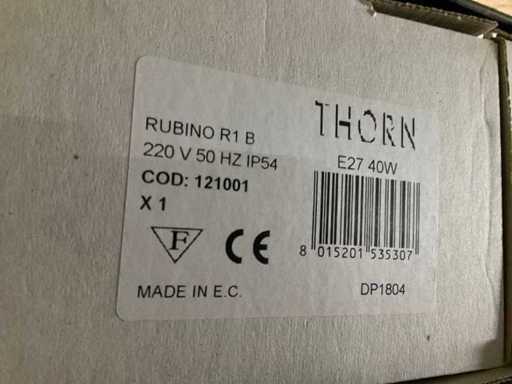 THORN
RUBINO R1 B
220 V 50 HZ IP54
E27 40W
COD: 121001
X 1
F
CE
8 015201 535307
MADE IN E.C.
DP1804